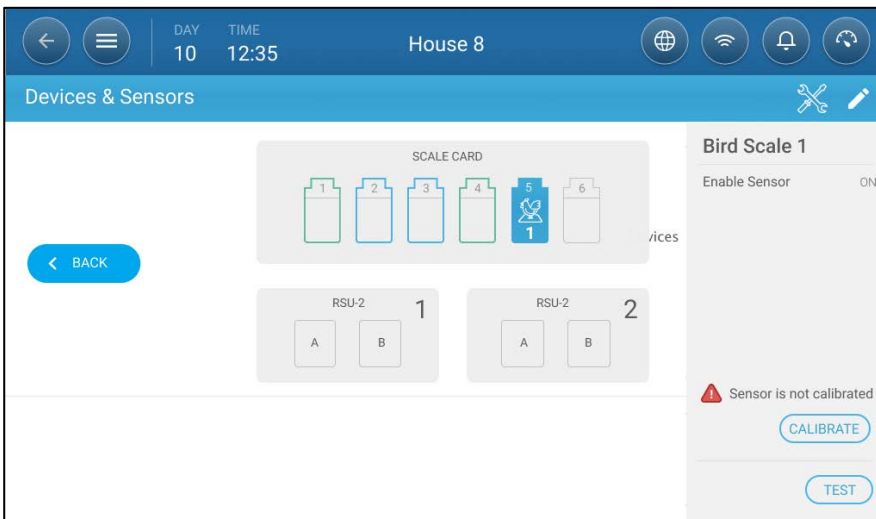 DAY TIME
10 12:35 House 8
Devices & Sensors
SCALE CARD
1 2 3 4 5 6
1
vices
BACK
RSU-2 1 RSU-2 2
A B A B
Bird Scale 1
Enable Sensor ON
Sensor is not calibrated
CALIBRATE
TEST